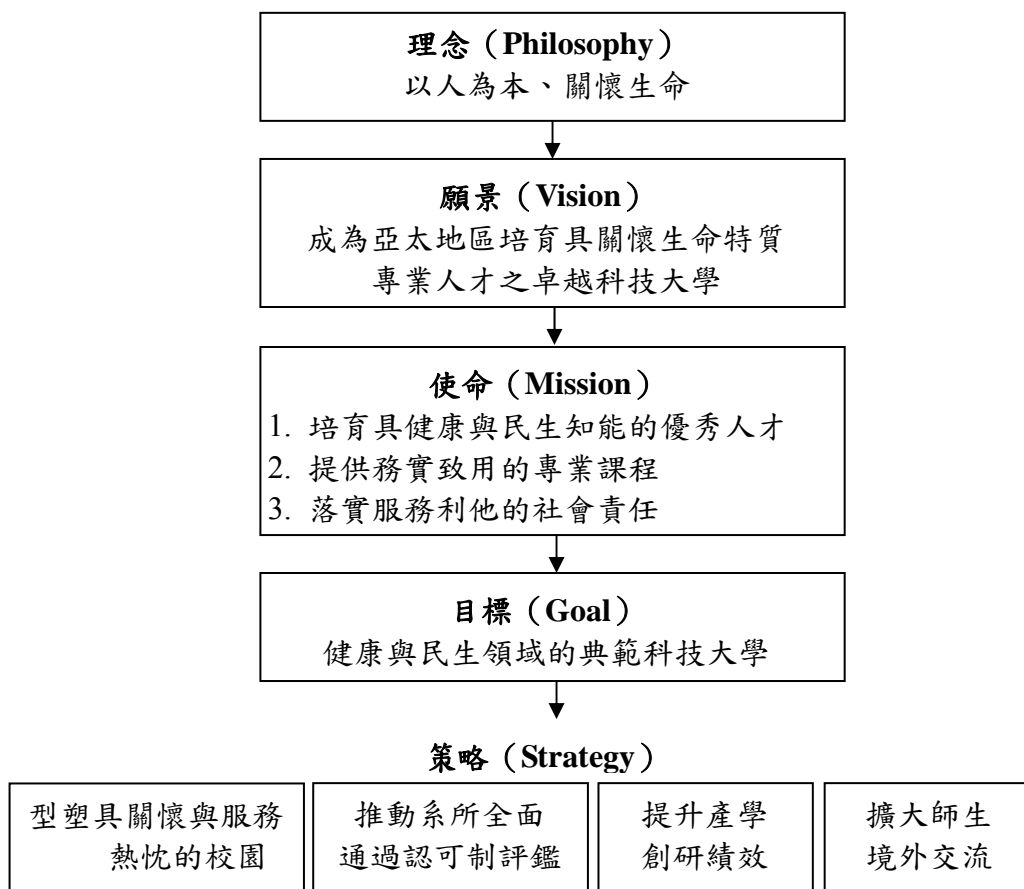 理念（Philosophy）
以人為本、關懷生命
願景（Vision）
成為亞太地區培育具關懷生命特質
專業人才之卓越科技大學
使命（Mission）
1. 培育具健康與民生知能的優秀人才
2. 提供務實致用的專業課程
3. 落實服務利他的社會責任
目標（Goal）
健康與民生領域的典範科技大學
策略（Strategy）
型塑具關懷與服務
熱忱的校園
推動系所全面
通過認可制評鑑
提升產學
創研績效
擴大師生
境外交流